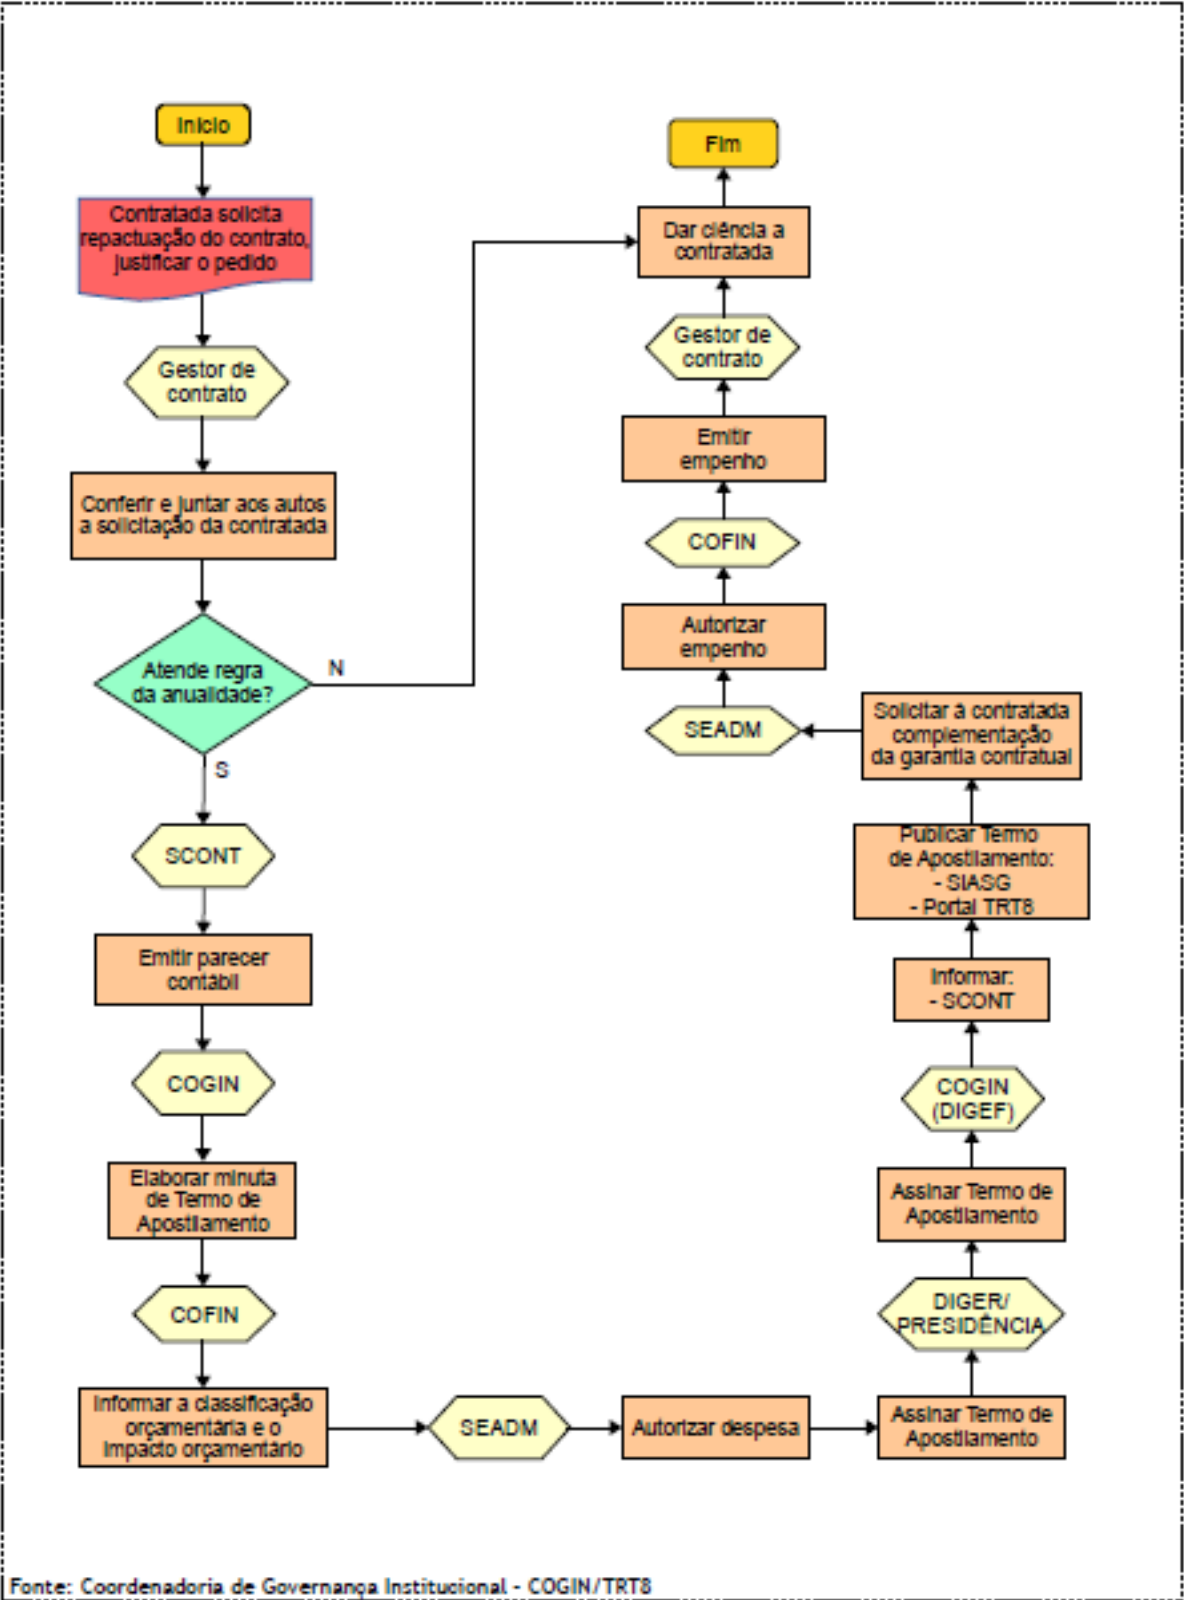 Início
Contratada solicita
repactuação do contrato,
justificar o pedido
Gestor de
contrato
Conferir e juntar aos autos
a solicitação da contratada
Atende regra
da anualidade?
N
S
SCONT
Emitir parecer
contábil
COGIN
Elaborar minuta
de Termo de
Apostilamento
COFIN
Informar a classificação
orçamentária e o
impacto orçamentário
SEADM
Autorizar despesa
Assinar Termo de
Apostilamento
DIGER/
PRESIDÊNCIA
Assinar Termo de
Apostilamento
COGIN
(DIGEF)
Informar:
- SCONT
Publicar Termo
de Apostilamento:
- SIASG
- Portal TRT8
Solicitar à contratada
complementação
da garantia contratual
SEADM
Autorizar
empenho
COFIN
Emitir
empenho
Gestor de
contrato
Dar ciência a
contratada
Fim
Fonte: Coordenadoria de Governança Institucional - COGIN/TRT8